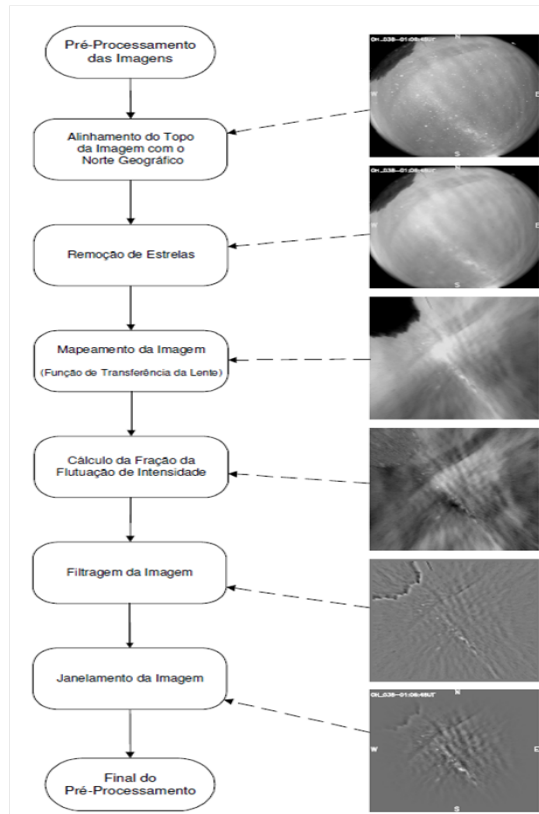 Pré-Processamento
das Imagens
Alinhamento do Topo
da Imagem com o
Norte Geográfico
Remoção de Estrelas
Mapeamento da Imagem
(Função de Transferência da Lente)
Cálculo da Fração da
Flutuação de Intensidade
Filtragem da Imagem
Janelamento da Imagem
Final do
Pré-Processamento
N
W
E
S
N
W
E
S
N
W
E
S